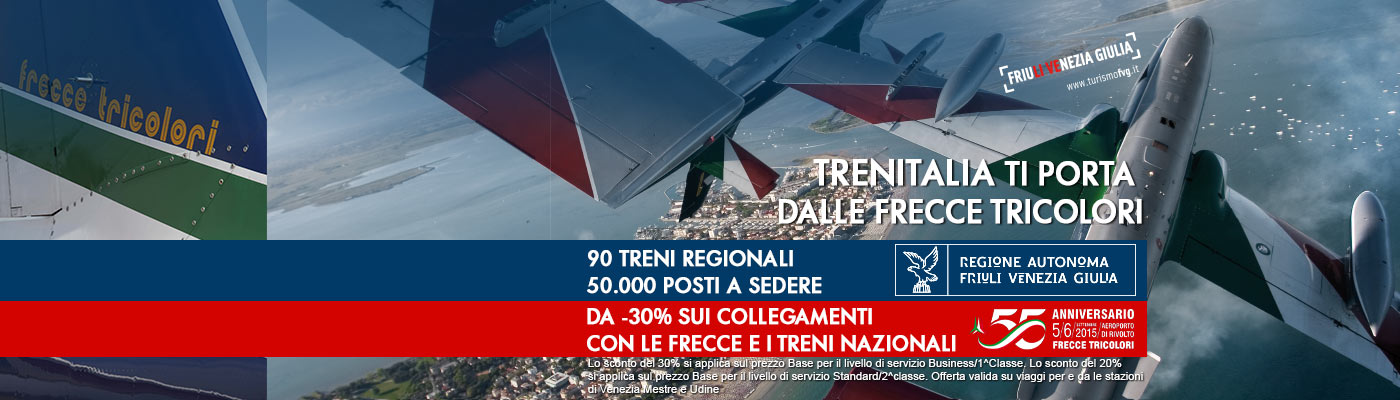 frecce tricolori
FRIULI VENEZIA GIULIA
www.turismofvg.it
TRENITALIA TI PORTA
DALLE FRECCE TRICOLORI
90 TRENI REGIONALI
50.000 POSTI A SEDERE
REGIONE AUTONOMA
FRIULI VENEZIA GIULIA
DA -30% SUI COLLEGAMENTI
CON LE FRECCE E I TRENI NAZIONALI
55
ANNIVERSARIO
5/6 SETTEMBRE /2015/ AEROPORTO DI RIVOLTO
FRECCE TRICOLORI
Lo sconto del 30% si applica sul prezzo Base per il livello di servizio Business/1^Classe, Lo sconto del 20%
si applica sul prezzo Base per il livello di servizio Standard/2^classe. Offerta valida su viaggi per e da le stazioni
di Venezia Mestre e Udine